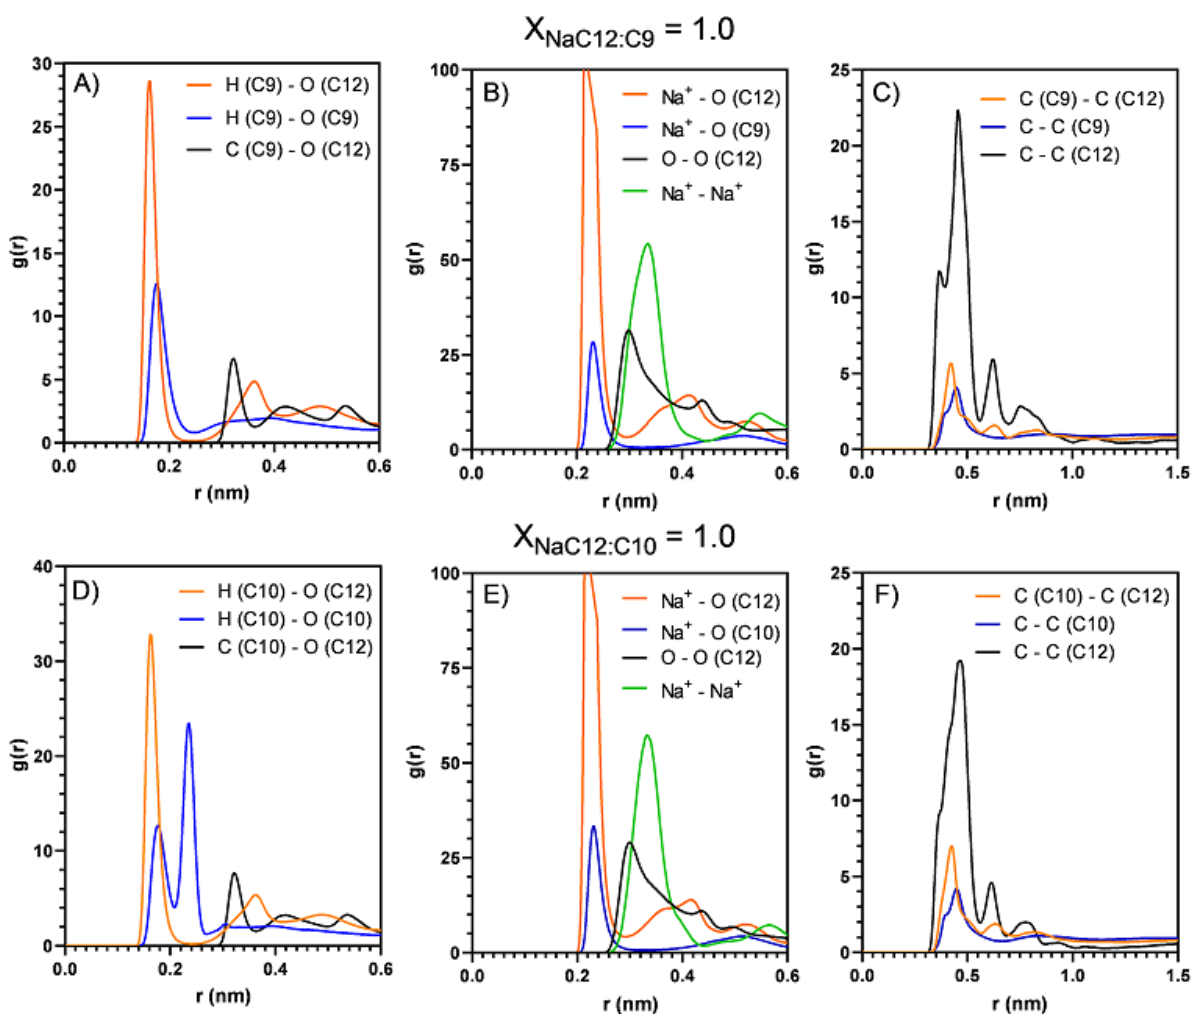 X_NaC12:C9 = 1.0
A)
H (C9) - O (C12)
H (C9) - O (C9)
C (C9) - O (C12)
g(r)
30
25
20
15
10
5
0
0.0 0.2 0.4 0.6
r (nm)
B)
Na⁺ - O (C12)
Na⁺ - O (C9)
O - O (C12)
Na⁺ - Na⁺
g(r)
100
75
50
25
0
0.0 0.2 0.4 0.6
r (nm)
C)
C (C9) - C (C12)
C - C (C9)
C - C (C12)
g(r)
25
20
15
10
5
0
0.0 0.5 1.0 1.5
r (nm)
X_NaC12:C10 = 1.0
D)
H (C10) - O (C12)
H (C10) - O (C10)
C (C10) - O (C12)
g(r)
40
30
20
10
0
0.0 0.2 0.4 0.6
r (nm)
E)
Na⁺ - O (C12)
Na⁺ - O (C10)
O - O (C12)
Na⁺ - Na⁺
g(r)
100
75
50
25
0
0.0 0.2 0.4 0.6
r (nm)
F)
C (C10) - C (C12)
C - C (C10)
C - C (C12)
g(r)
25
20
15
10
5
0
0.0 0.5 1.0 1.5
r (nm)